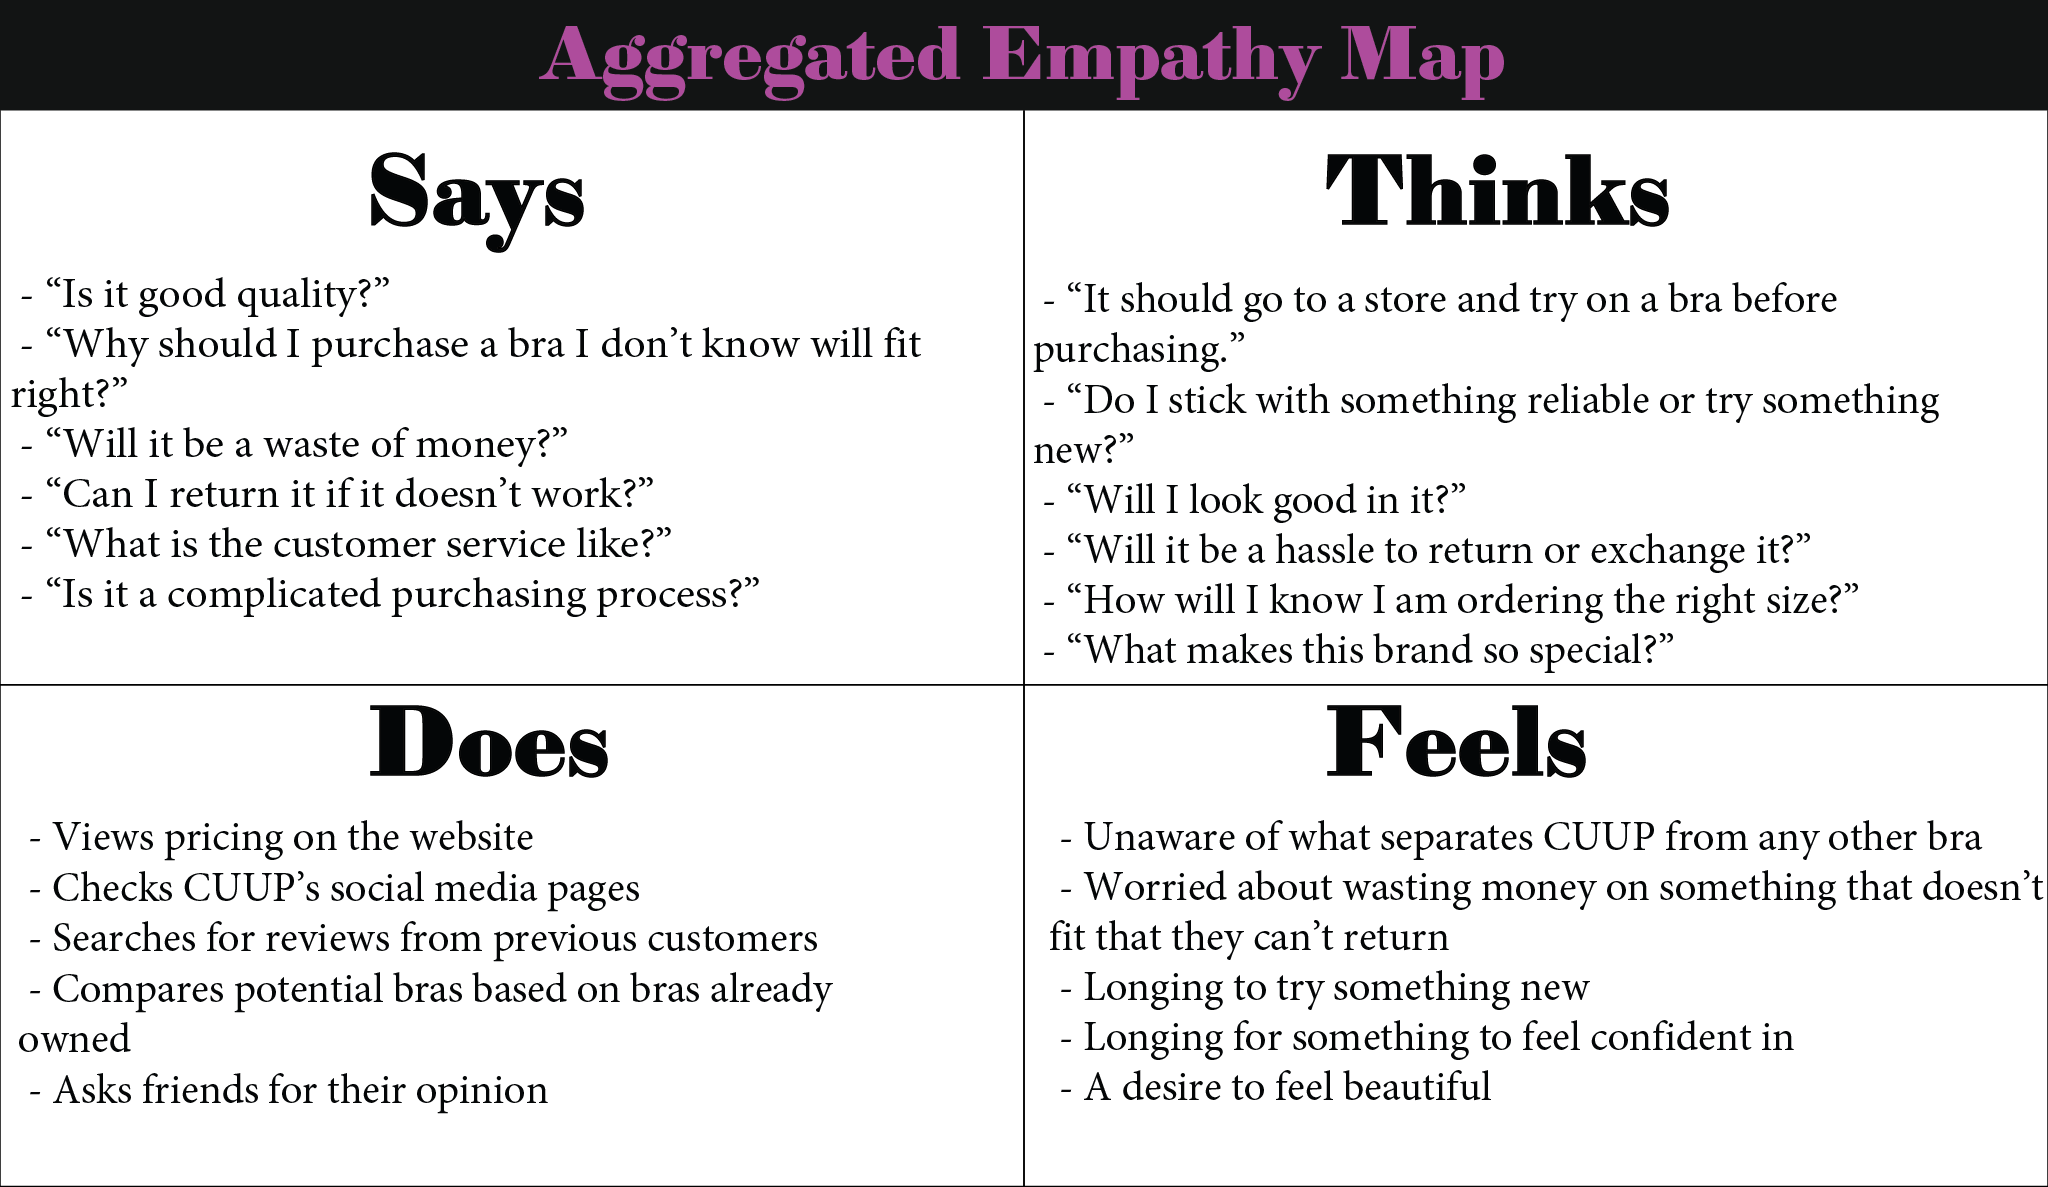 Aggregated Empathy Map
Says
- “Is it good quality?”
- “Why should I purchase a bra I don’t know will fit
right?”
- “Will it be a waste of money?”
- “Can I return it if it doesn’t work?”
- “What is the customer service like?”
- “Is it a complicated purchasing process?”
Thinks
- “It should go to a store and try on a bra before
purchasing.”
- “Do I stick with something reliable or try something
new?”
- “Will I look good in it?”
- “Will it be a hassle to return or exchange it?”
- “How will I know I am ordering the right size?”
- “What makes this brand so special?”
Does
- Views pricing on the website
- Checks CUUP’s social media pages
- Searches for reviews from previous customers
- Compares potential bras based on bras already
owned
- Asks friends for their opinion
Feels
- Unaware of what separates CUUP from any other bra
- Worried about wasting money on something that doesn’t
fit that they can’t return
- Longing to try something new
- Longing for something to feel confident in
- A desire to feel beautiful